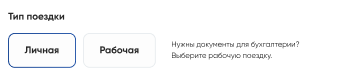 Тип поездки
Личная
Рабочая
Нужны документы для бухгалтерии?
Выберите рабочую поездку.